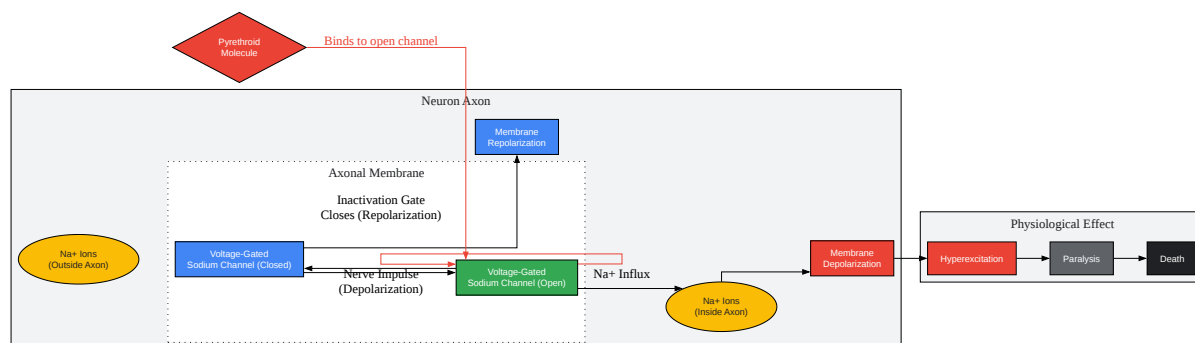 Pyrethroid
Molecule
Binds to open channel
Neuron Axon
Membrane
Repolarization
Axonal Membrane
Inactivation Gate
Closes (Repolarization)
Physiological Effect
Na+ Ions
(Outside Axon)
Voltage-Gated
Sodium Channel (Closed)
Nerve Impulse
(Depolarization)
Voltage-Gated
Sodium Channel (Open)
Na+ Influx
Na+ Ions
(Inside Axon)
Membrane
Depolarization
Hyperexcitation
Paralysis
Death